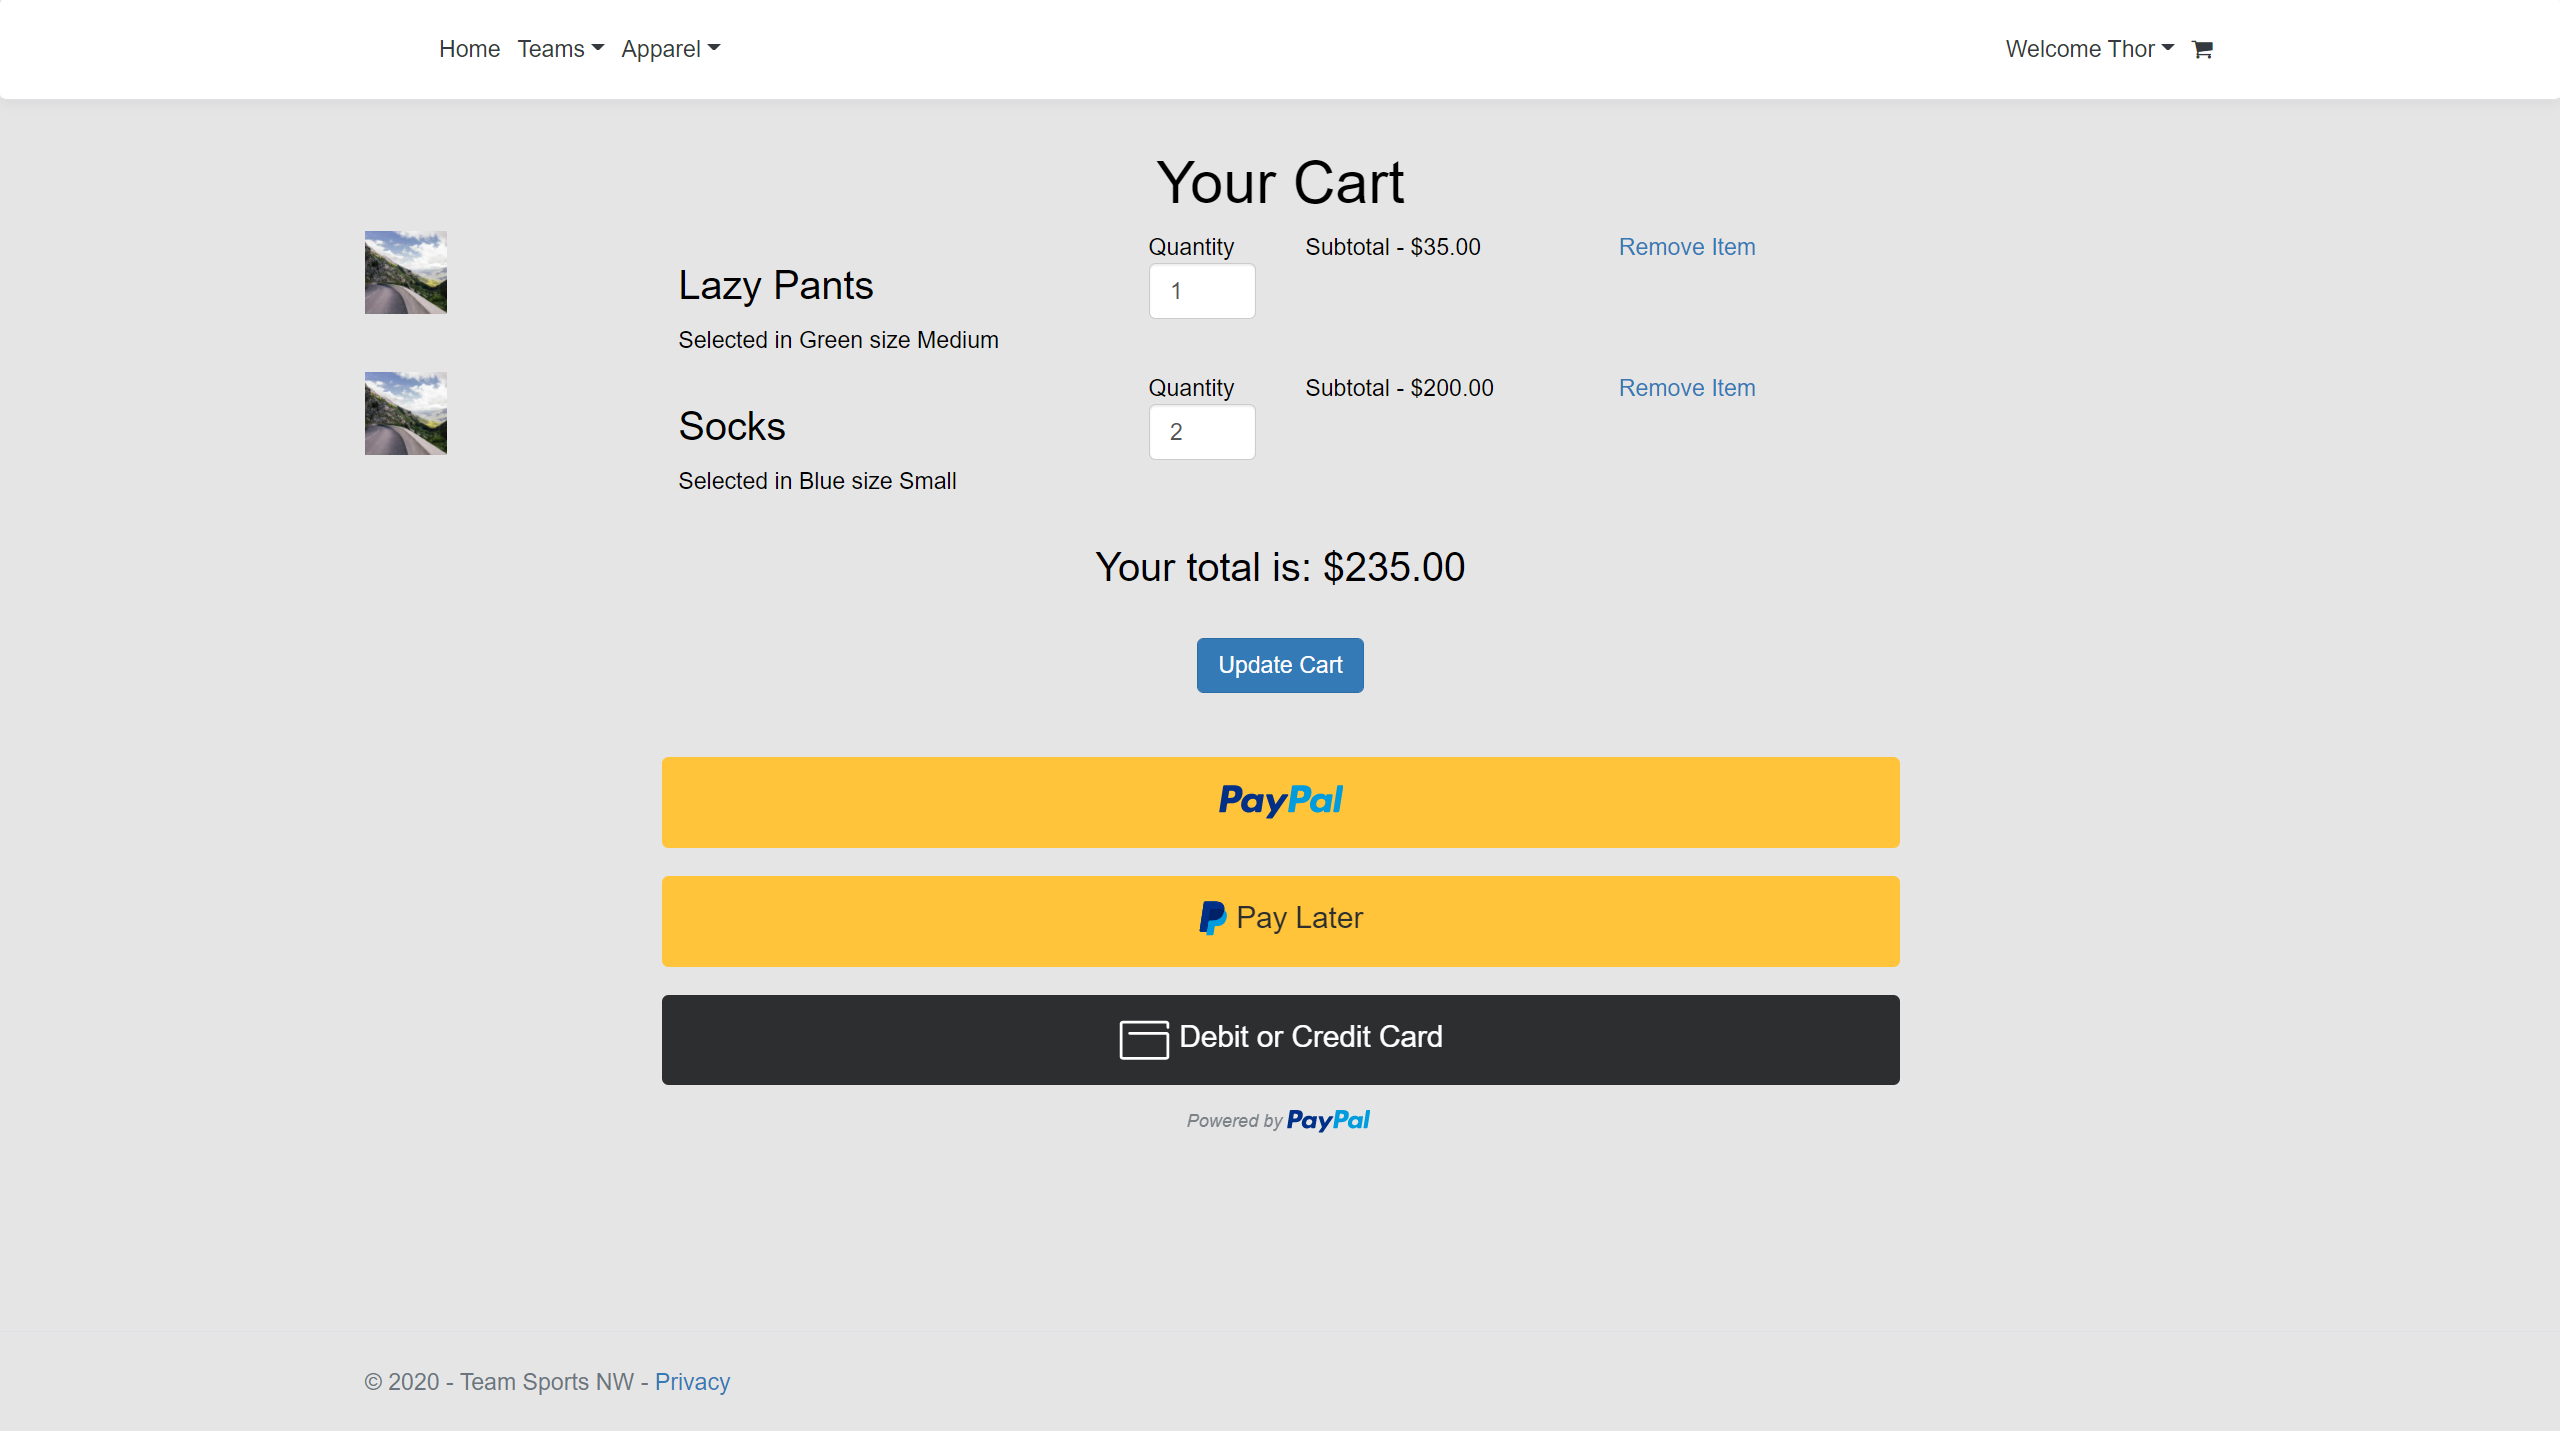 Home Teams Apparel Welcome Thor
Your Cart
Quantity Subtotal - $35.00 Remove Item
Lazy Pants 1
Selected in Green size Medium
Quantity Subtotal - $200.00 Remove Item
Socks 2
Selected in Blue size Small
Your total is: $235.00
Update Cart
PayPal
Pay Later
Debit or Credit Card
Powered by PayPal
© 2020 - Team Sports NW - Privacy